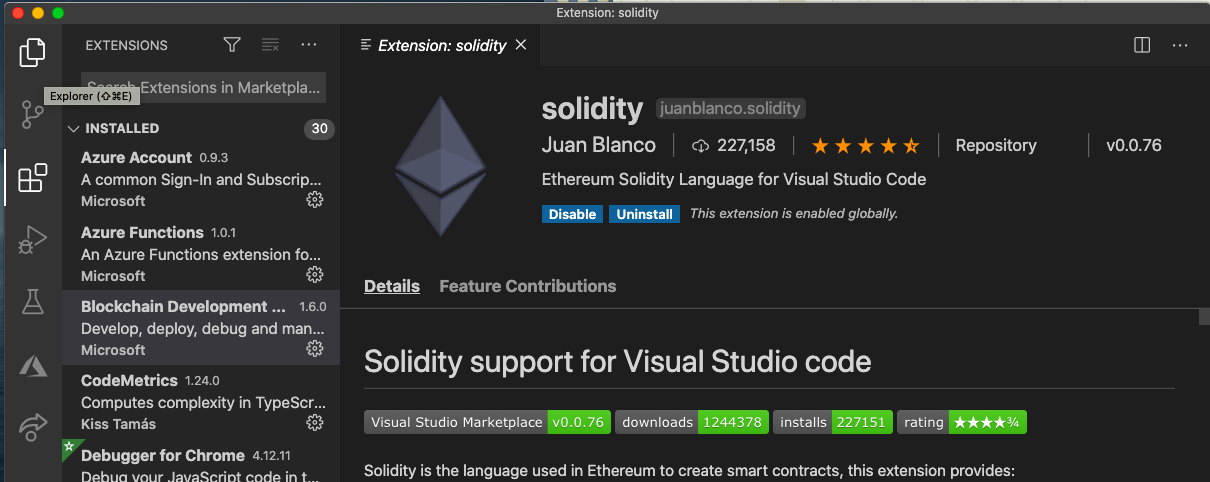 Extension: solidity
EXTENSIONS
Search Extensions in Marketpla...
Explorer (⇧⌘E)
INSTALLED
30
Azure Account 0.9.3
A common Sign-In and Subscrip...
Microsoft
Azure Functions 1.0.1
An Azure Functions extension fo...
Microsoft
Blockchain Development ... 1.6.0
Develop, deploy, debug and man...
Microsoft
CodeMetrics 1.24.0
Computes complexity in TypeScr...
Kiss Tamás
Debugger for Chrome 4.12.11
Debug your JavaScript code in t...
Extension: solidity
solidity juanblanco.solidity
Juan Blanco 227,158 Repository v0.0.76
Ethereum Solidity Language for Visual Studio Code
Disable Uninstall This extension is enabled globally.
Details Feature Contributions
Solidity support for Visual Studio code
Visual Studio Marketplace v0.0.76 downloads 1244378 installs 227151 rating ★★★★¾
Solidity is the language used in Ethereum to create smart contracts, this extension provides: